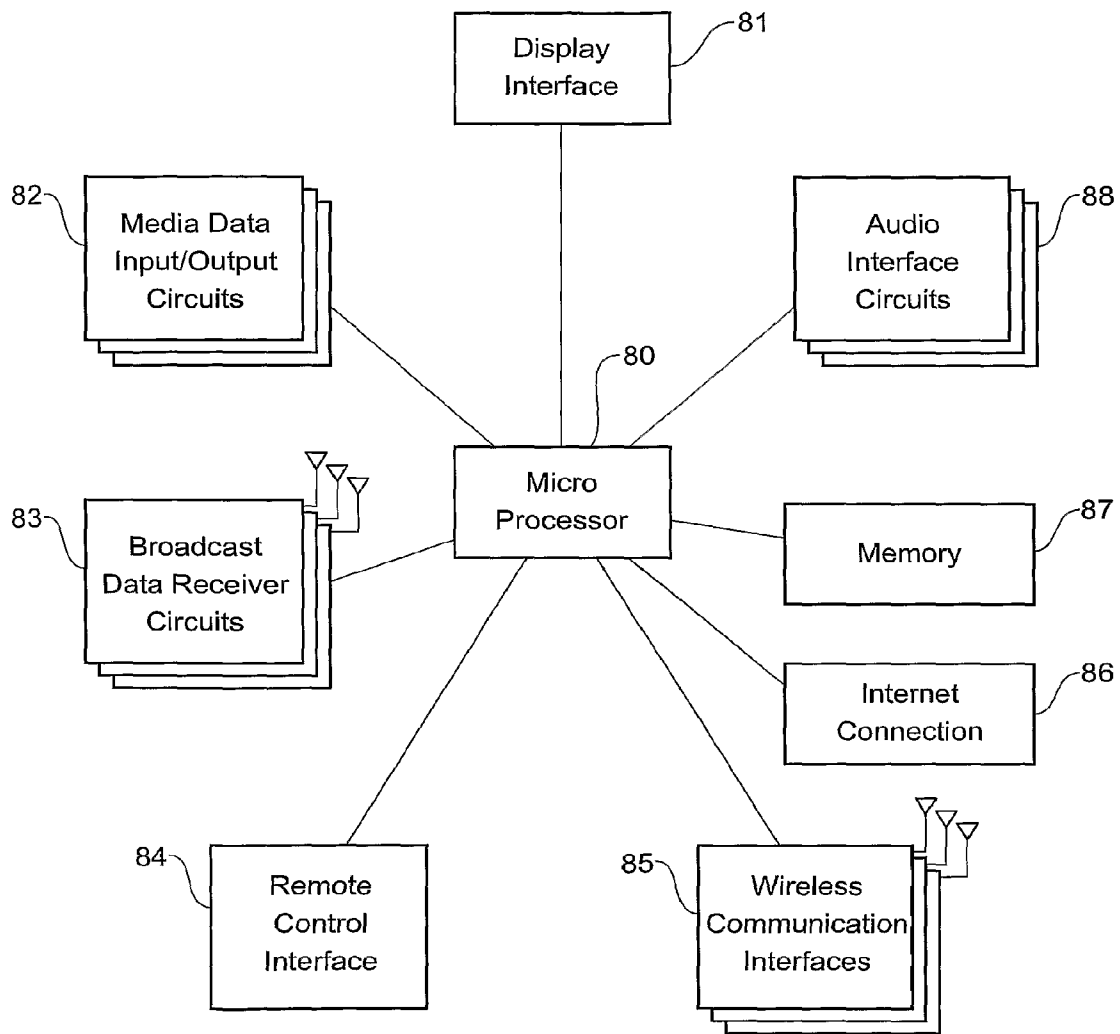 81
Display
Interface
82
Media Data
Input/Output
Circuits
88
Audio
Interface
Circuits
80
Micro
Processor
83
Broadcast
Data Receiver
Circuits
87
Memory
86
Internet
Connection
84
Remote
Control
Interface
85
Wireless
Communication
Interfaces